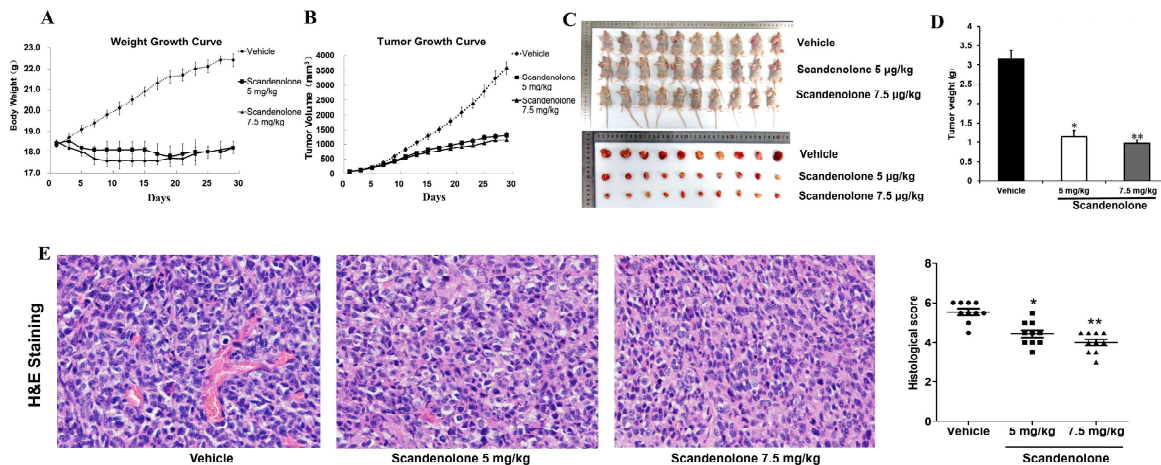 A
Weight Growth Curve
Body Weight (g)
23.0
22.0
21.0
20.0
19.0
18.0
17.0
0
5
10
15
20
25
30
Days
Vehicle
Scandenolone
5 mg/kg
Scandenolone
7.5 mg/kg
B
Tumor Growth Curve
Tumor Volume (mm³)
4000
3500
3000
2500
2000
1500
1000
500
0
0
5
10
15
20
25
30
Days
Vehicle
Scandenolone
5 mg/kg
Scandenolone
7.5 mg/kg
C
Vehicle
Scandenolone 5 µg/kg
Scandenolone 7.5 µg/kg
Vehicle
Scandenolone 5 µg/kg
Scandenolone 7.5 µg/kg
D
Tumor weight (g)
4
3.5
3
2.5
2
1.5
1
0.5
0
*
**
Vehicle
5 mg/kg
7.5 mg/kg
Scandenolone
E
H&E Staining
Vehicle
Scandenolone 5 mg/kg
Scandenolone 7.5 mg/kg
Histological score
8
6
4
2
0
*
**
Vehicle
5 mg/kg
7.5 mg/kg
Scandenolone